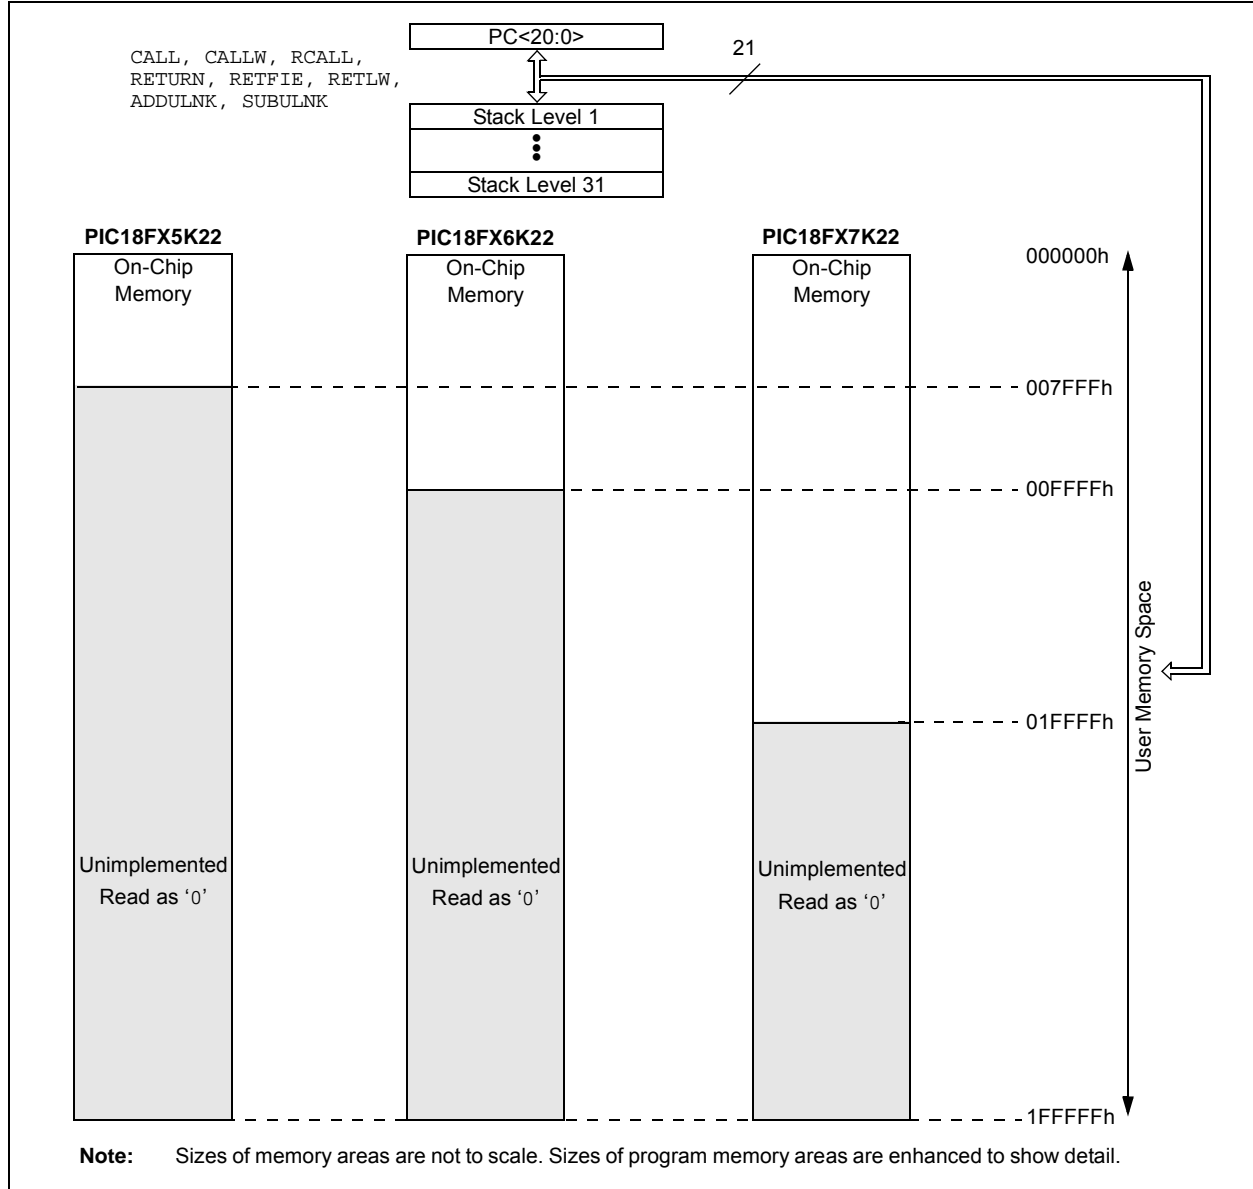 PC<20:0>
21
CALL, CALLW, RCALL,
RETURN, RETFIE, RETLW,
ADDULNK, SUBULNK
Stack Level 1
Stack Level 31
PIC18FX5K22
PIC18FX6K22
PIC18FX7K22
On-Chip
Memory
On-Chip
Memory
On-Chip
Memory
000000h
007FFFh
00FFFFh
01FFFFh
User Memory Space
Unimplemented
Read as ‘0’
Unimplemented
Read as ‘0’
Unimplemented
Read as ‘0’
1FFFFFh
Note: Sizes of memory areas are not to scale. Sizes of program memory areas are enhanced to show detail.